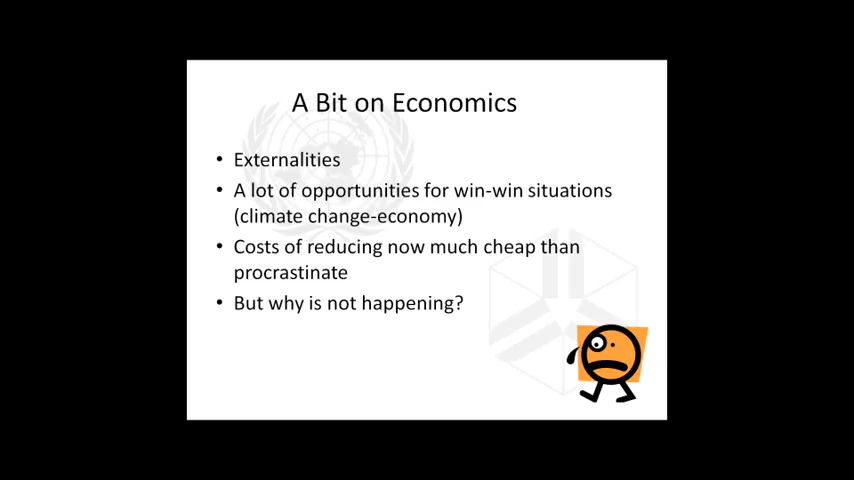 A Bit on Economics
• Externalities
• A lot of opportunities for win-win situations
(climate change-economy)
• Costs of reducing now much cheap than
procrastinate
• But why is not happening?